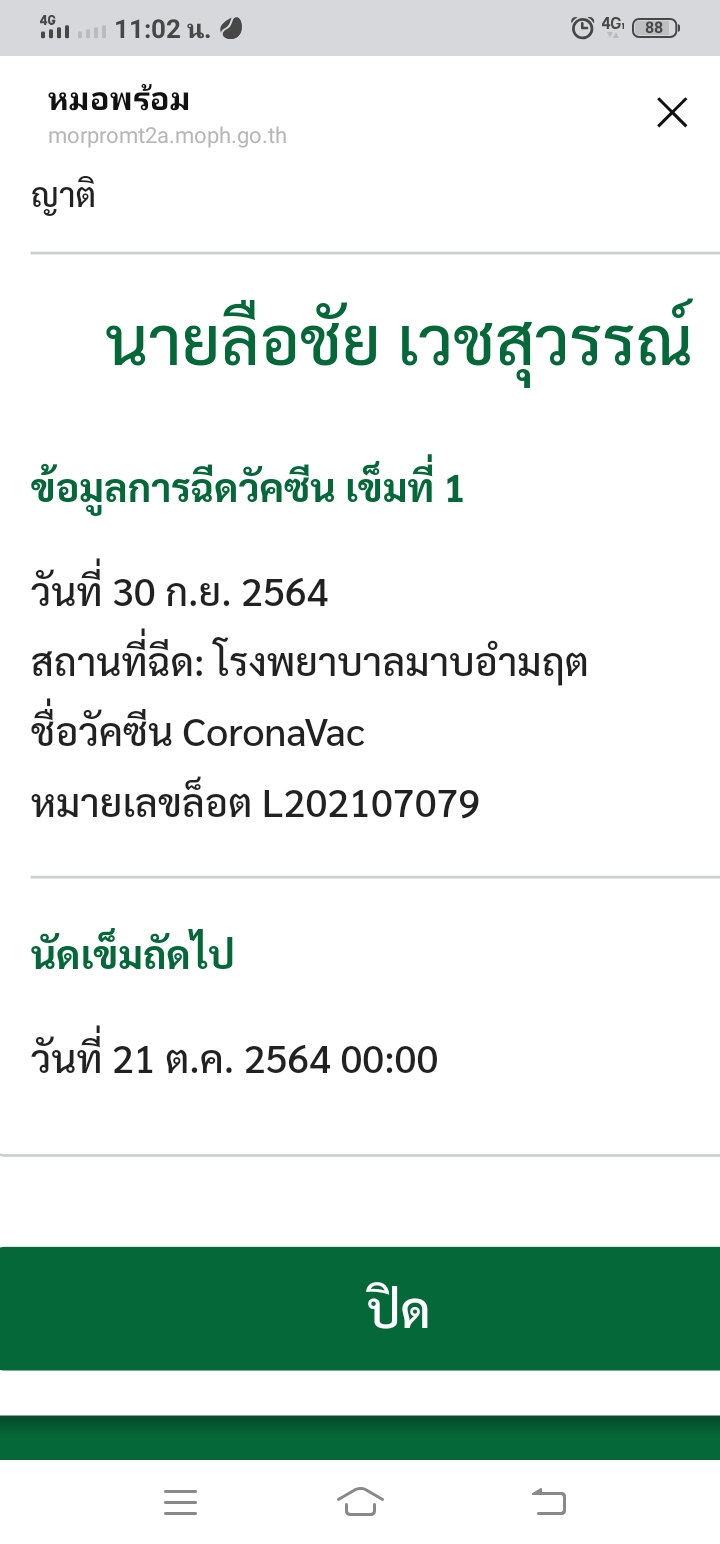 4G 11:02 น. 4G 88
หมอพร้อม
morpromt2a.moph.go.th
ญาติ
นายลือชัย เวชสุวรรณ์
ข้อมูลการฉีดวัคซีน เข็มที่ 1
วันที่ 30 ก.ย. 2564
สถานที่ฉีด: โรงพยาบาลมาบอำมฤต
ชื่อวัคซีน CoronaVac
หมายเลขล็อต L202107079
นัดเข็มถัดไป
วันที่ 21 ต.ค. 2564 00:00
ปิด